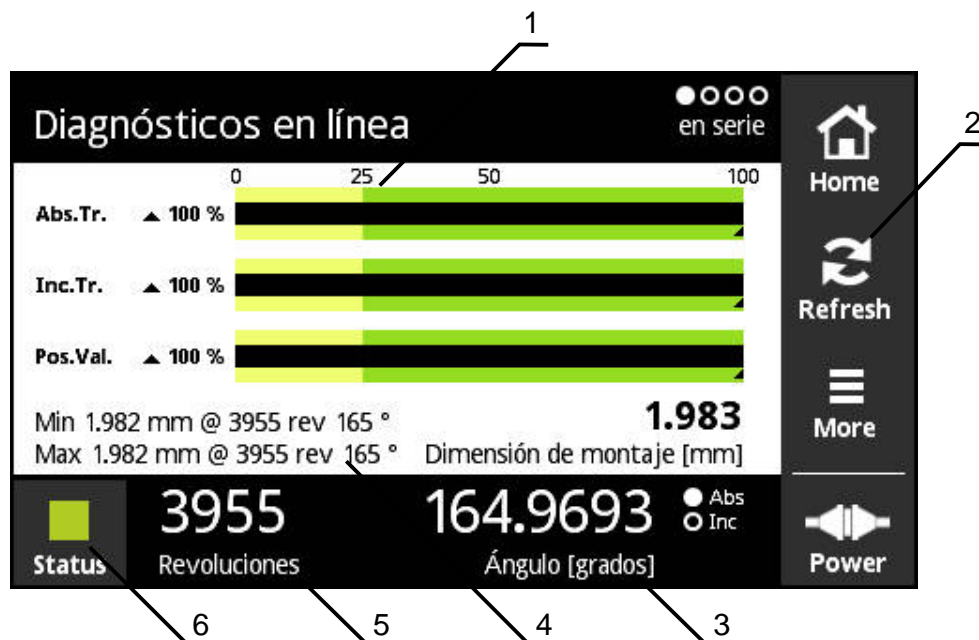 1
Diagnósticos en línea
en serie
Home
2
0 25 50 100
Abs.Tr. ▲ 100 %
Refresh
Inc.Tr. ▲ 100 %
Pos.Val. ▲ 100 %
More
Min 1.982 mm @ 3955 rev 165 °
Max 1.982 mm @ 3955 rev 165 °
1.983
Dimensión de montaje [mm]
Status
3955
Revoluciones
164.9693
Ángulo [grados]
Abs
Inc
Power
6 5 4 3